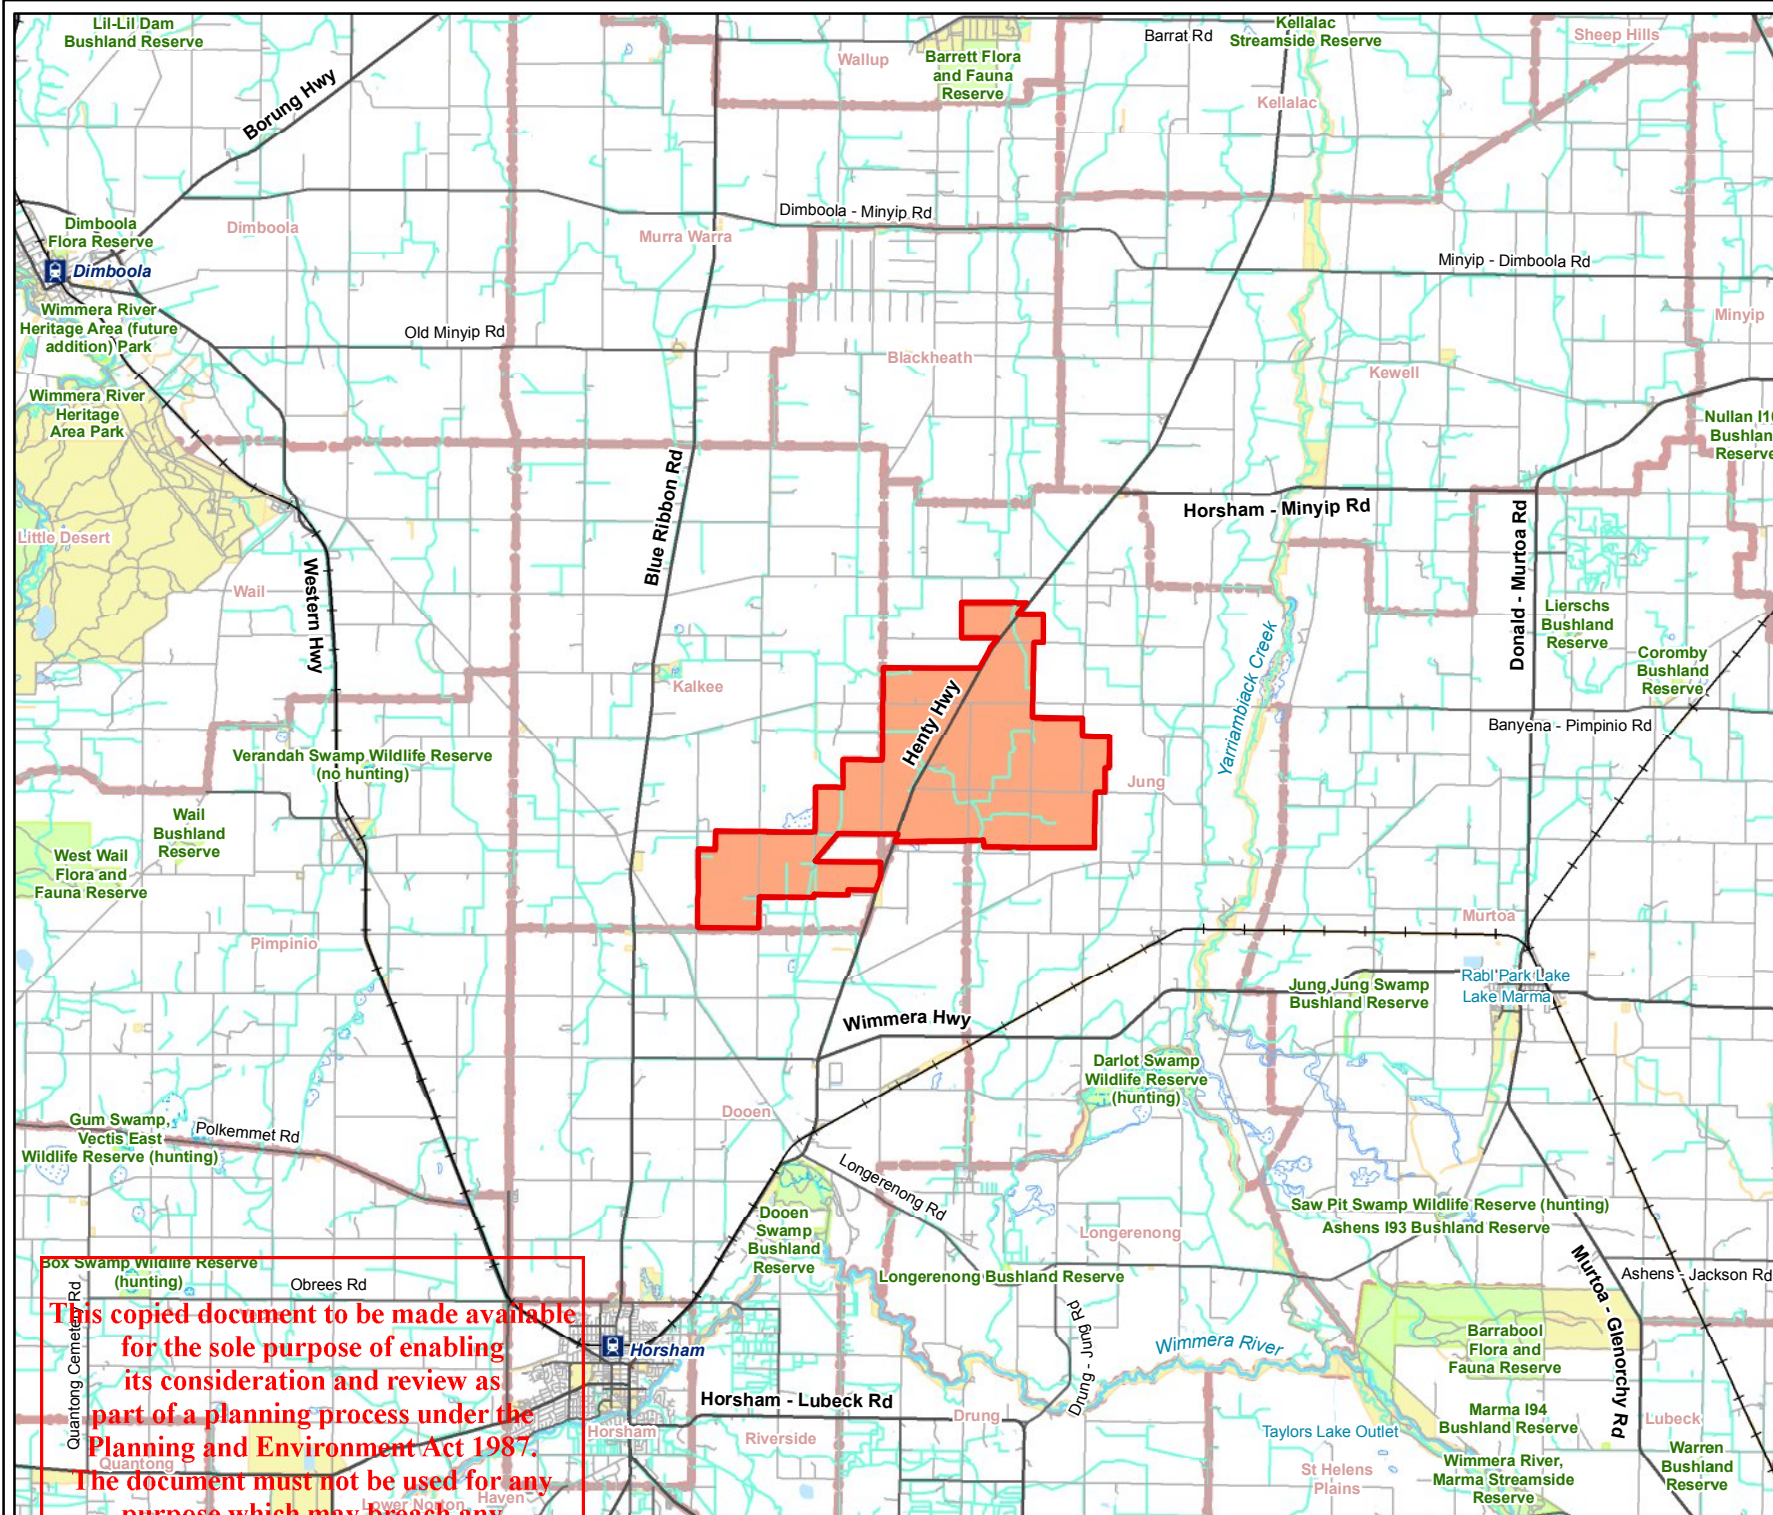 Lil-Lil Dam
Bushland Reserve
Borung Hwy
Wallup
Barrett Flora
and Fauna
Reserve
Barrat Rd
Kellalac
Streamside Reserve
Sheep Hills
Kellalac
Dimboola
Flora Reserve
Dimboola
Dimboola
Murra Warra
Dimboola - Minyip Rd
Minyip - Dimboola Rd
Wimmera River
Heritage Area (future
addition) Park
Old Minyip Rd
Blackheath
Kewell
Minyip
Wimmera River
Heritage
Area Park
Nullan I1
Bushlan
Reserve
Blue Ribbon Rd
Horsham - Minyip Rd
Donald - Murtoa Rd
Little Desert
Wail
Western Hwy
Lierschs
Bushland
Reserve
Yarriambiack Creek
Coromby
Bushland
Reserve
Kalkee
Henty Hwy
Banyena - Pimpinio Rd
Verandah Swamp Wildlife Reserve
(no hunting)
Jung
Wail
Bushland
Reserve
West Wail
Flora and
Fauna Reserve
Pimpinio
Murtoa
Rabl Park Lake
Lake Marma
Jung Jung Swamp
Bushland Reserve
Wimmera Hwy
Darlot Swamp
Wildlife Reserve
(hunting)
Dooen
Gum Swamp,
Vectis East
Wildlife Reserve (hunting)
Polkemmet Rd
Longerenong Rd
Saw Pit Swamp Wildlife Reserve (hunting)
Ashens I93 Bushland Reserve
Dooen
Swamp
Bushland
Reserve
Longerenong
Longerenong Bushland Reserve
Murtoa - Glenorchy Rd
Ashens - Jackson Rd
Box Swamp Wildlife Reserve
(hunting)
Obrees Rd
Quantong Cemetery Rd
Horsham
Drung - Jung Rd
Wimmera River
Barrabool
Flora and
Fauna Reserve
Horsham - Lubeck Rd
Drung
Horsham
Riverside
Taylors Lake Outlet
Marma I94
Bushland Reserve
Lubeck
Warren
Bushland
Reserve
St Helens
Plains
Wimmera River,
Marma Streamside
Reserve
Quantong
Lower Norton
Haven
This copied document to be made available
for the sole purpose of enabling
its consideration and review as
part of a planning process under the
Planning and Environment Act 1987.
The document must not be used for any
purpose which may breach any